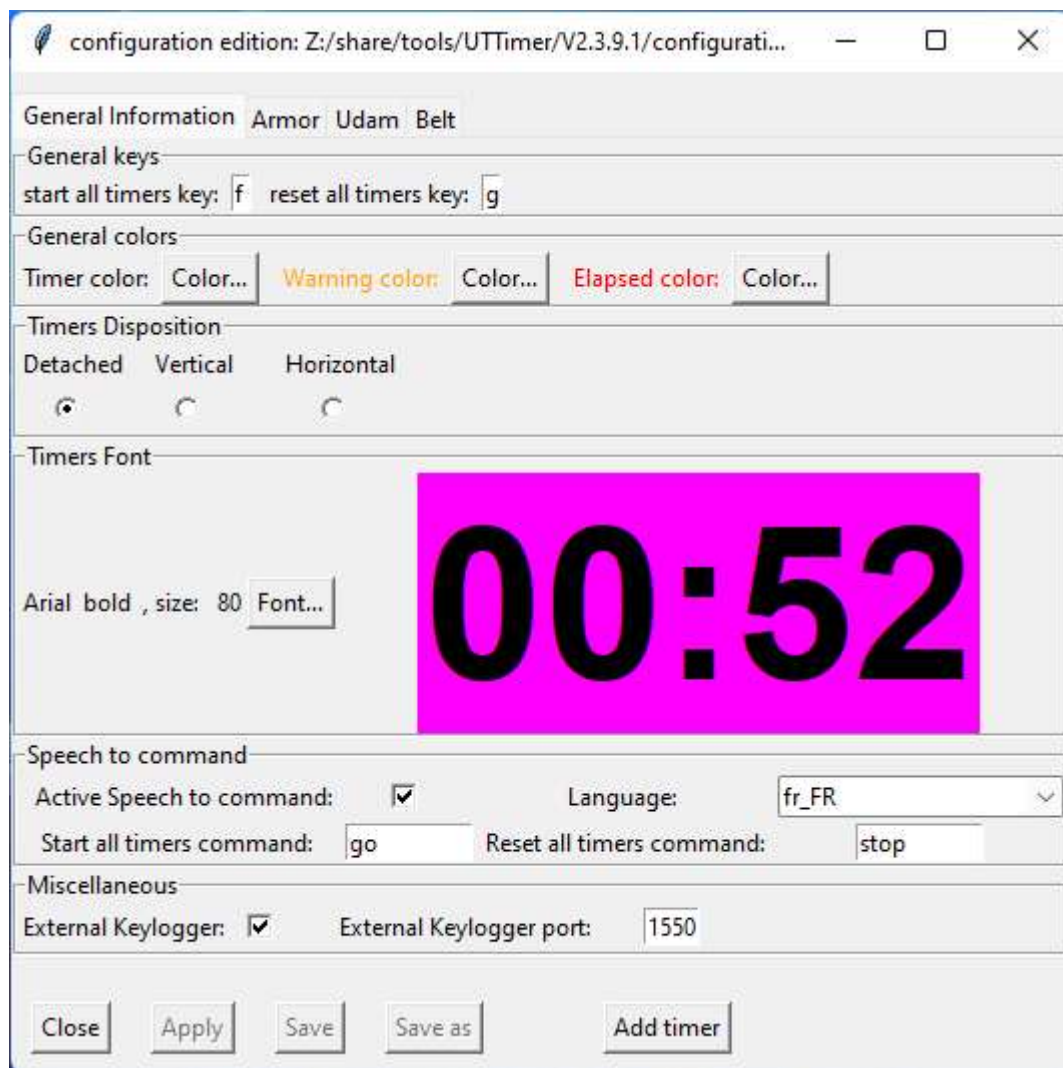 configuration edition: Z:/share/tools/UTTimer/V2.3.9.1/configurati...
General Information Armor Udam Belt
General keys
start all timers key: f reset all timers key: g
General colors
Timer color: Color... Warning color: Color... Elapsed color: Color...
Timers Disposition
Detached Vertical Horizontal
Timers Font
Arial bold , size: 80 Font...
00:52
Speech to command
Active Speech to command: Language: fr_FR
Start all timers command: go Reset all timers command: stop
Miscellaneous
External Keylogger: External Keylogger port: 1550
Close Apply Save Save as Add timer